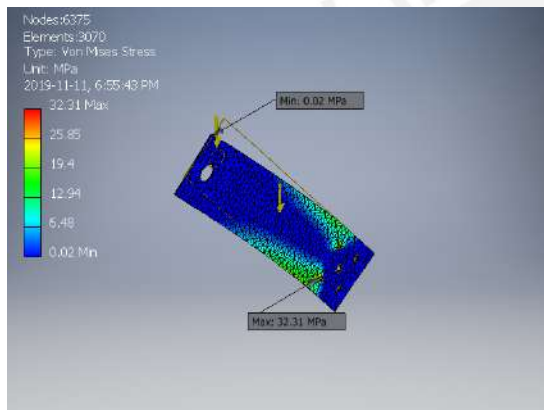 Nodes:6375
Elements:3070
Type: Von Mises Stress
Unit: MPa
2019-11-11, 6:55:43 PM
32.31 Max
25.85
19.4
12.94
6.48
0.02 Min
Min: 0.02 MPa
Max: 32.31 MPa